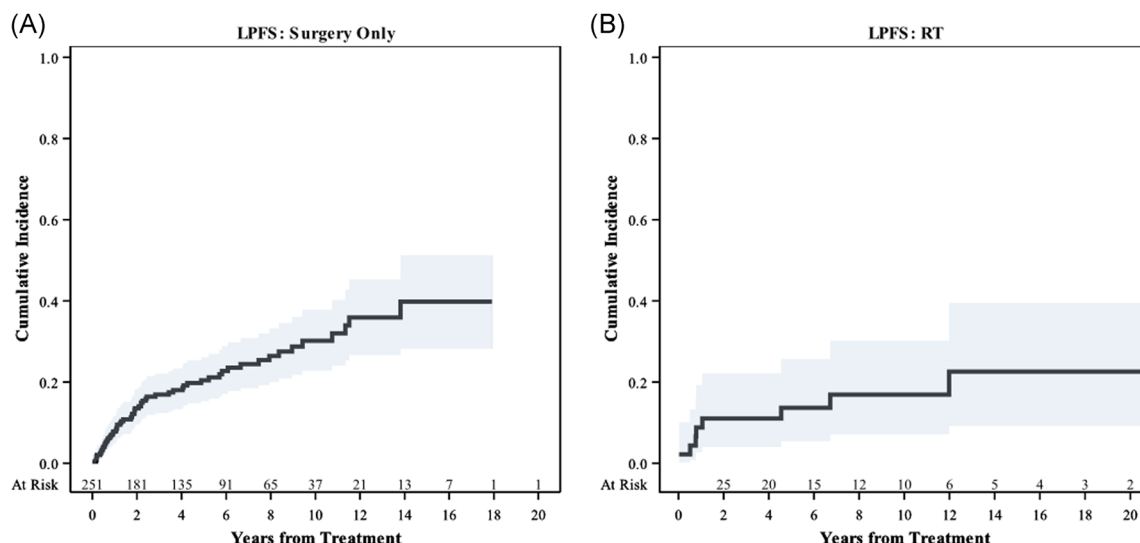 (A)
LPFS: Surgery Only
1.0
0.8
0.6
0.4
0.2
0.0
Cumulative Incidence
At Risk 251 181 135 91 65 37 21 13 7 1 1
0 2 4 6 8 10 12 14 16 18 20
Years from Treatment
(B)
LPFS: RT
1.0
0.8
0.6
0.4
0.2
0.0
Cumulative Incidence
At Risk 25 20 15 12 10 6 5 4 3 2
0 2 4 6 8 10 12 14 16 18 20
Years from Treatment